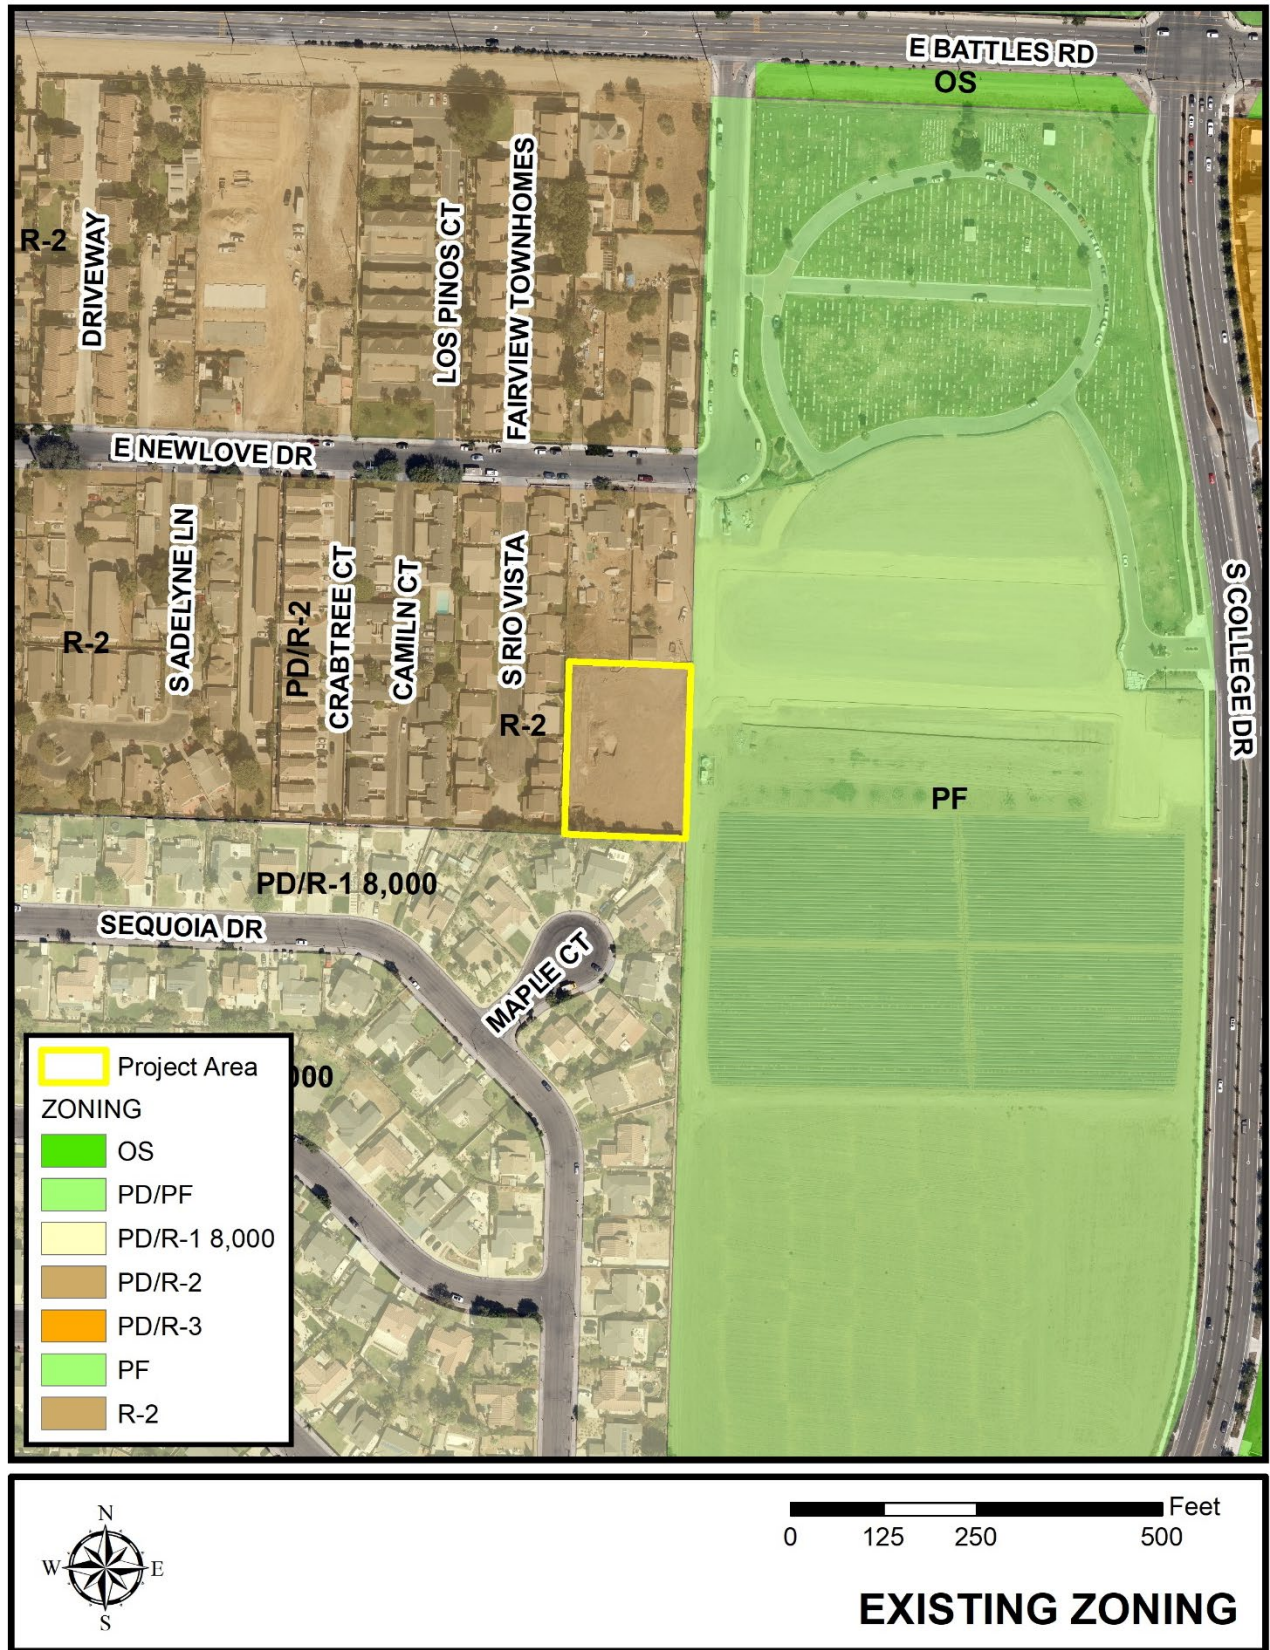 E BATTLES RD
OS
R-2
DRIVEWAY
LOS PINOS CT
FAIRVIEW TOWNHOMES
E NEWLOVE DR
S ADELYNE LN
R-2
PD/R-2
CRABTREE CT
CAMILN CT
S RIO VISTA
R-2
S COLLEGE DR
PF
PD/R-1 8,000
SEQUOIA DR
MAPLE CT
000
Project Area
ZONING
OS
PD/PF
PD/R-1 8,000
PD/R-2
PD/R-3
PF
R-2
N
W E
S
Feet
0 125 250 500
EXISTING ZONING